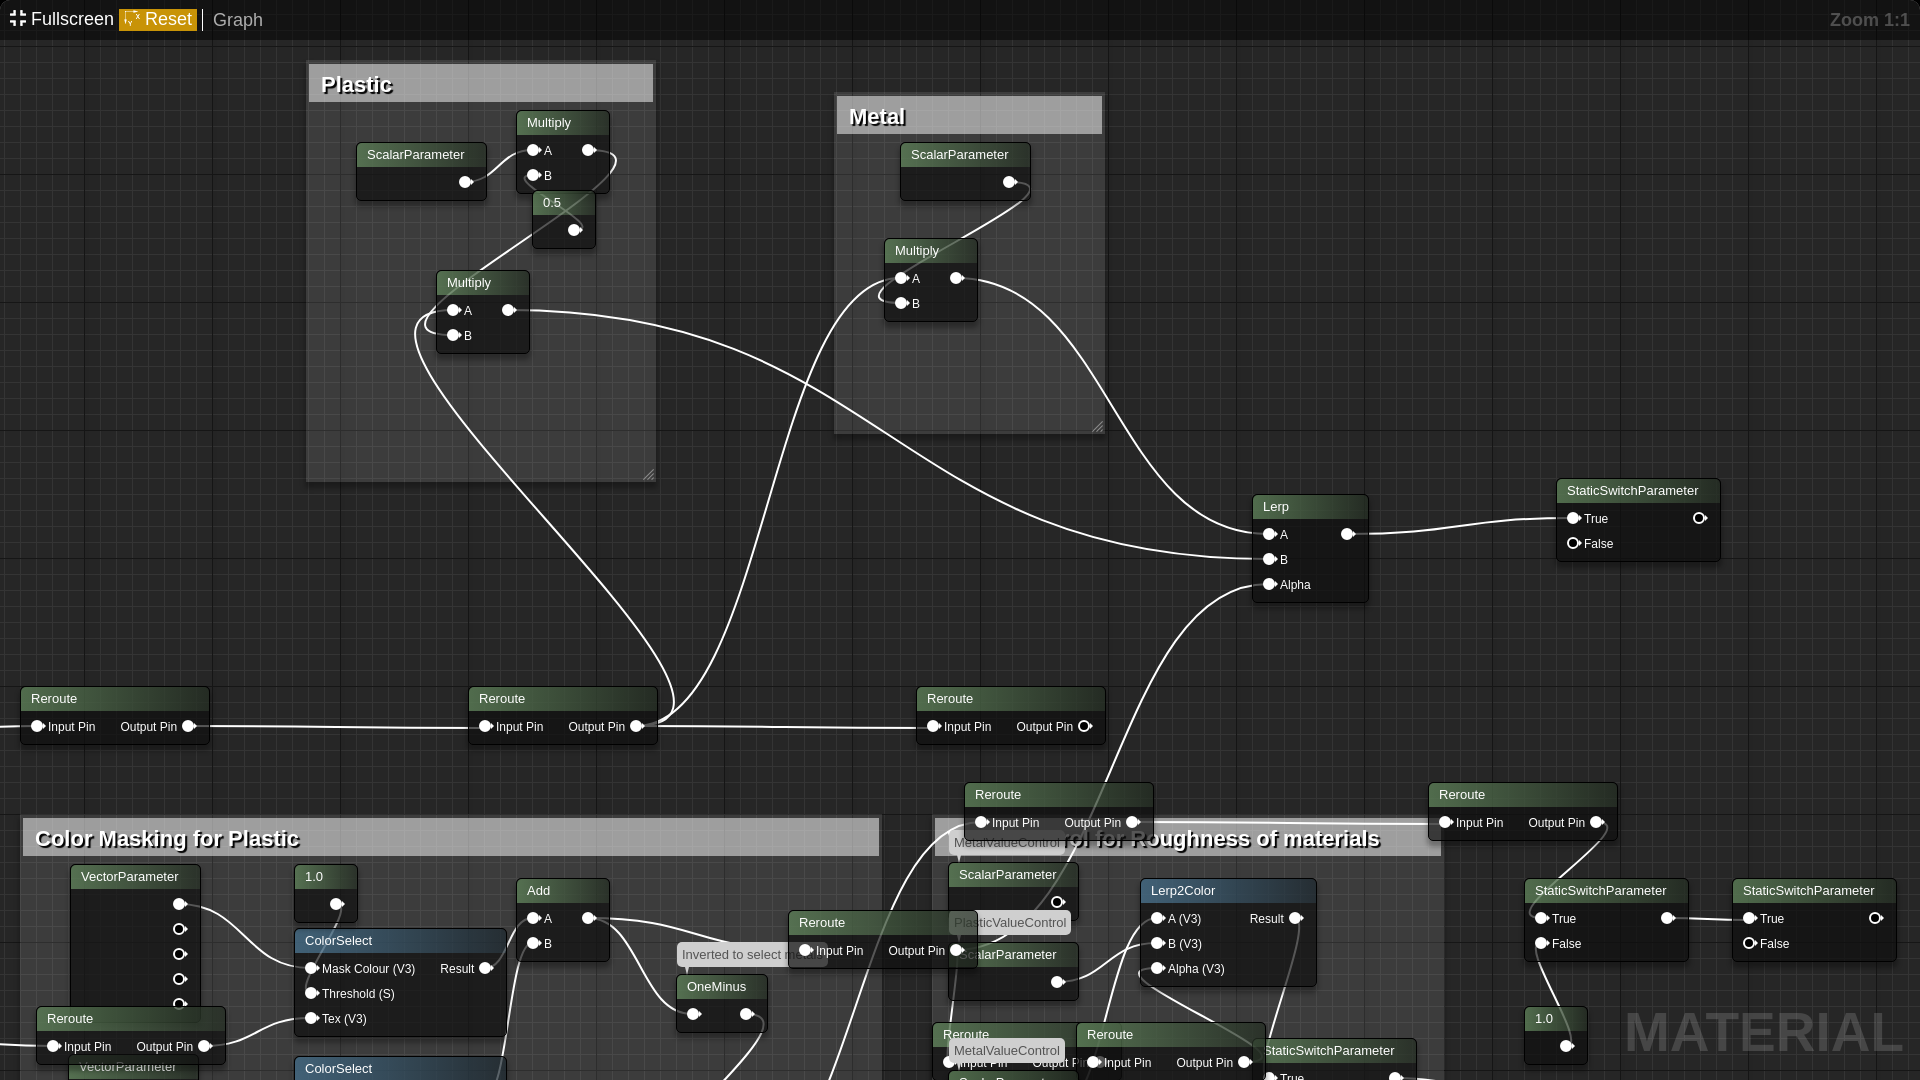 Fullscreen Reset Graph Zoom 1:1
Plastic
Metal
Multiply
A
B
ScalarParameter
0.5
Multiply
A
B
ScalarParameter
Multiply
A
B
Lerp
A
B
Alpha
StaticSwitchParameter
True
False
Reroute
Input Pin Output Pin
Reroute
Input Pin Output Pin
Reroute
Input Pin Output Pin
Reroute
Input Pin Output Pin
Reroute
Input Pin Output Pin
Color Masking for Plastic
rol for Roughness of materials
MetalValueControl
VectorParameter
1.0
Add
A
B
ColorSelect
Mask Colour (V3) Result
Threshold (S)
Tex (V3)
Reroute
Input Pin Output Pin
VectorParameter
ColorSelect
Inverted to select
OneMinus
Reroute
Input Pin Output Pin
ScalarParameter
PlasticValueControl
ScalarParameter
Lerp2Color
A (V3) Result
B (V3)
Alpha (V3)
StaticSwitchParameter
True
False
StaticSwitchParameter
True
False
1.0
Reroute
MetalValueControl
Input Pin Output
Reroute
Input Pin Output Pin
StaticSwitchParameter
True
MATERIAL